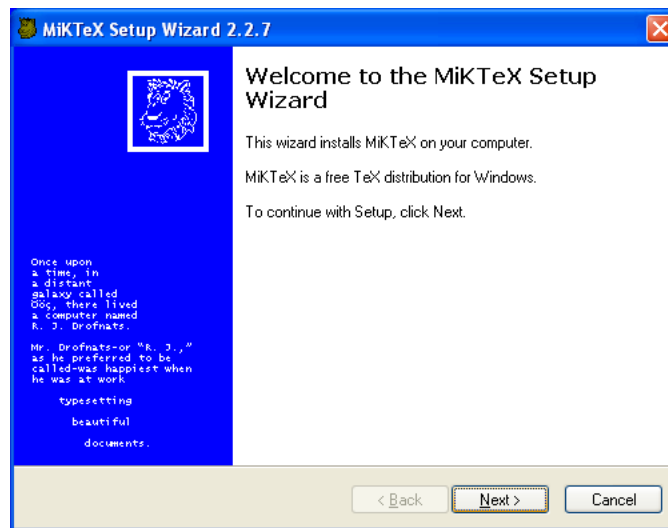 MiKTeX Setup Wizard 2.2.7
Welcome to the MiKTeX Setup
Wizard
This wizard installs MiKTeX on your computer.
MiKTeX is a free TeX distribution for Windows.
To continue with Setup, click Next.
Once upon
a time, in
a distant
galaxy called
Ööç, there lived
a computer named
R. J. Drofnats.
Mr. Drofnats-or “R. J.,”
as he preferred to be
called-was happiest when
he was at work
typesetting
beautiful
documents.
< Back
Next >
Cancel